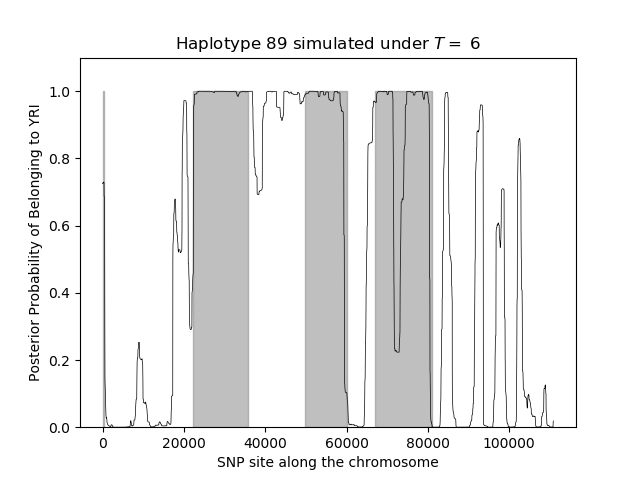 Haplotype 89 simulated under T = 6
Posterior Probability of Belonging to YRI
1.0
0.8
0.6
0.4
0.2
0.0
0 20000 40000 60000 80000 100000
SNP site along the chromosome